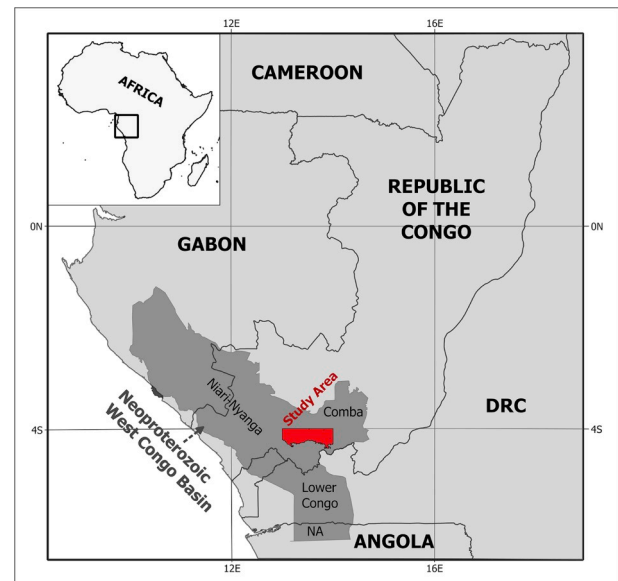 12E
16E
AFRICA
CAMEROON
REPUBLIC
OF THE
CONGO
0N
0N
GABON
Niari-Nyanga
Study Area
Comba
DRC
Neoproterozoic
West Congo Basin
4S
4S
Lower
Congo
NA
ANGOLA
12E
16E